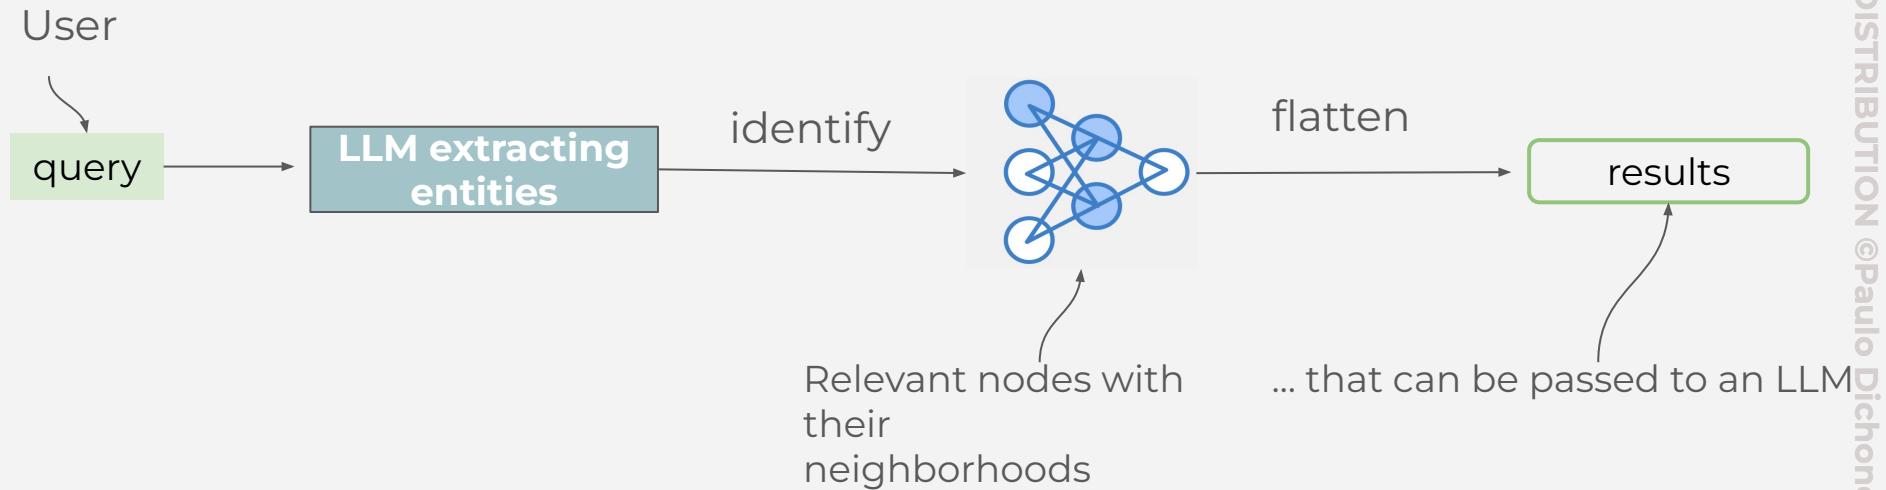 User
query
LLM extracting
entities
identify
flatten
results
Relevant nodes with
their
neighborhoods
... that can be passed to an LLM
DISTRIBUTION ©Paulo Dichone